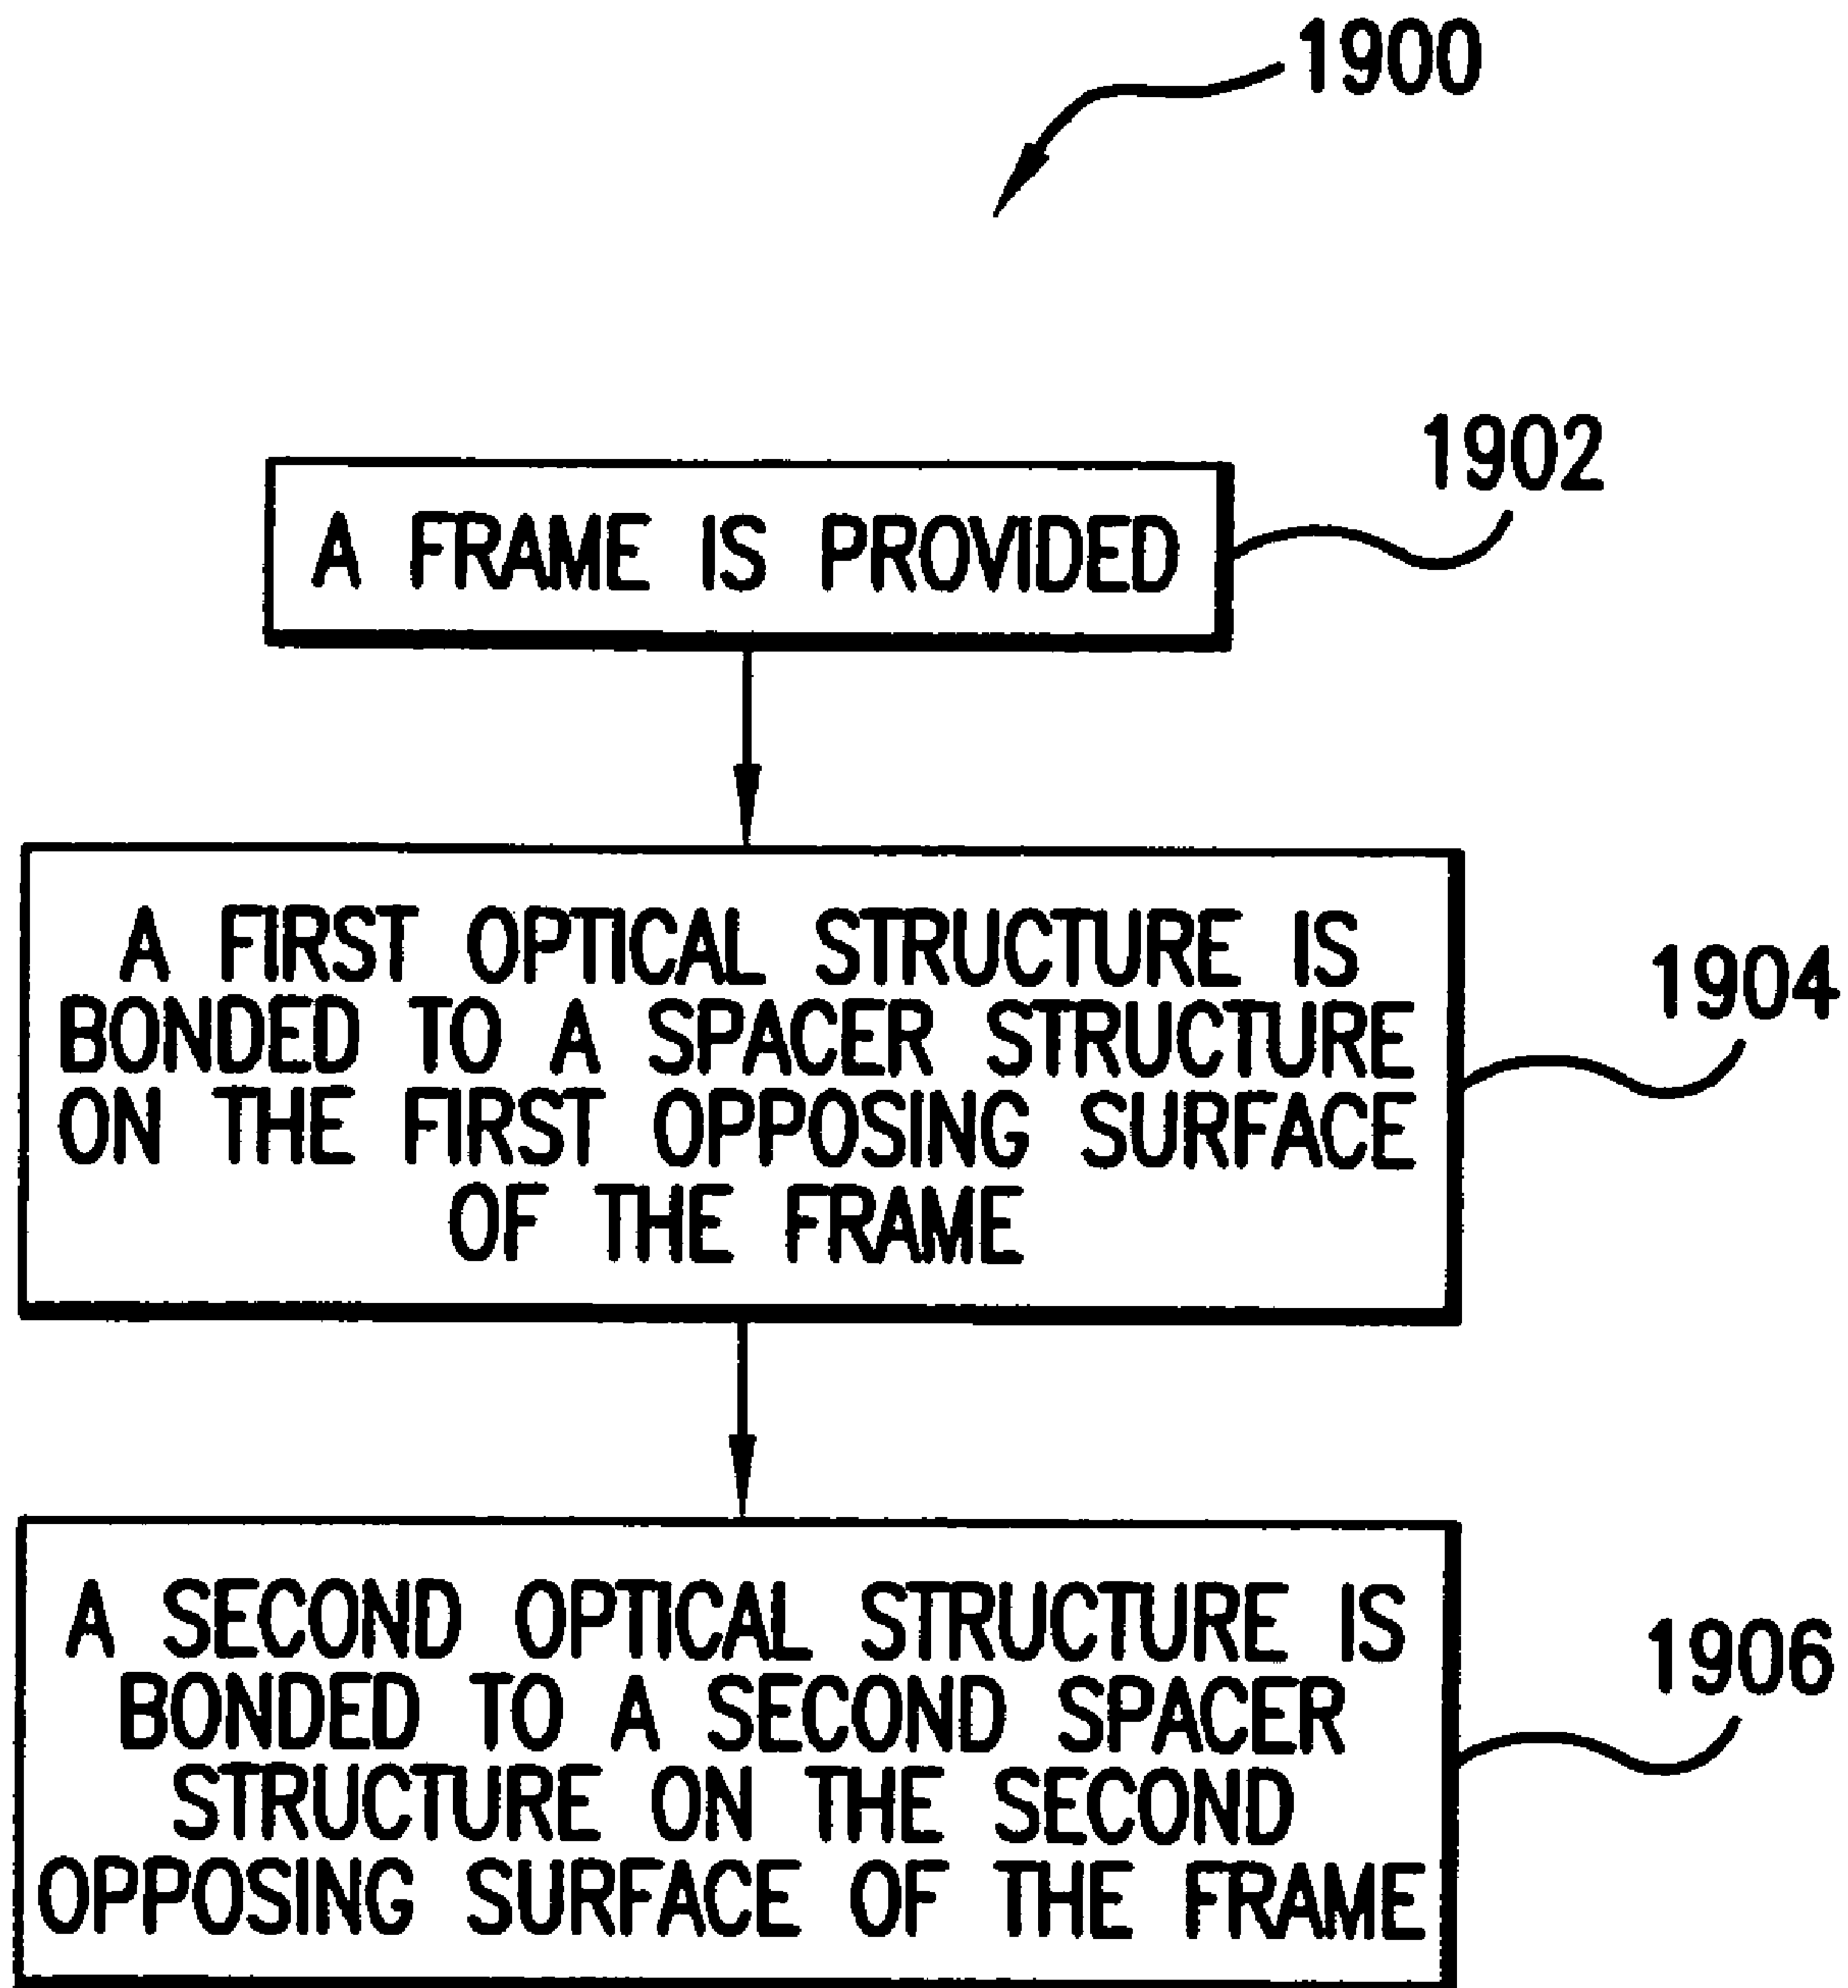 1900
1902
A FRAME IS PROVIDED
A FIRST OPTICAL STRUCTURE IS
BONDED TO A SPACER STRUCTURE
ON THE FIRST OPPOSING SURFACE
OF THE FRAME
1904
A SECOND OPTICAL STRUCTURE IS
BONDED TO A SECOND SPACER
STRUCTURE ON THE SECOND
OPPOSING SURFACE OF THE FRAME
1906